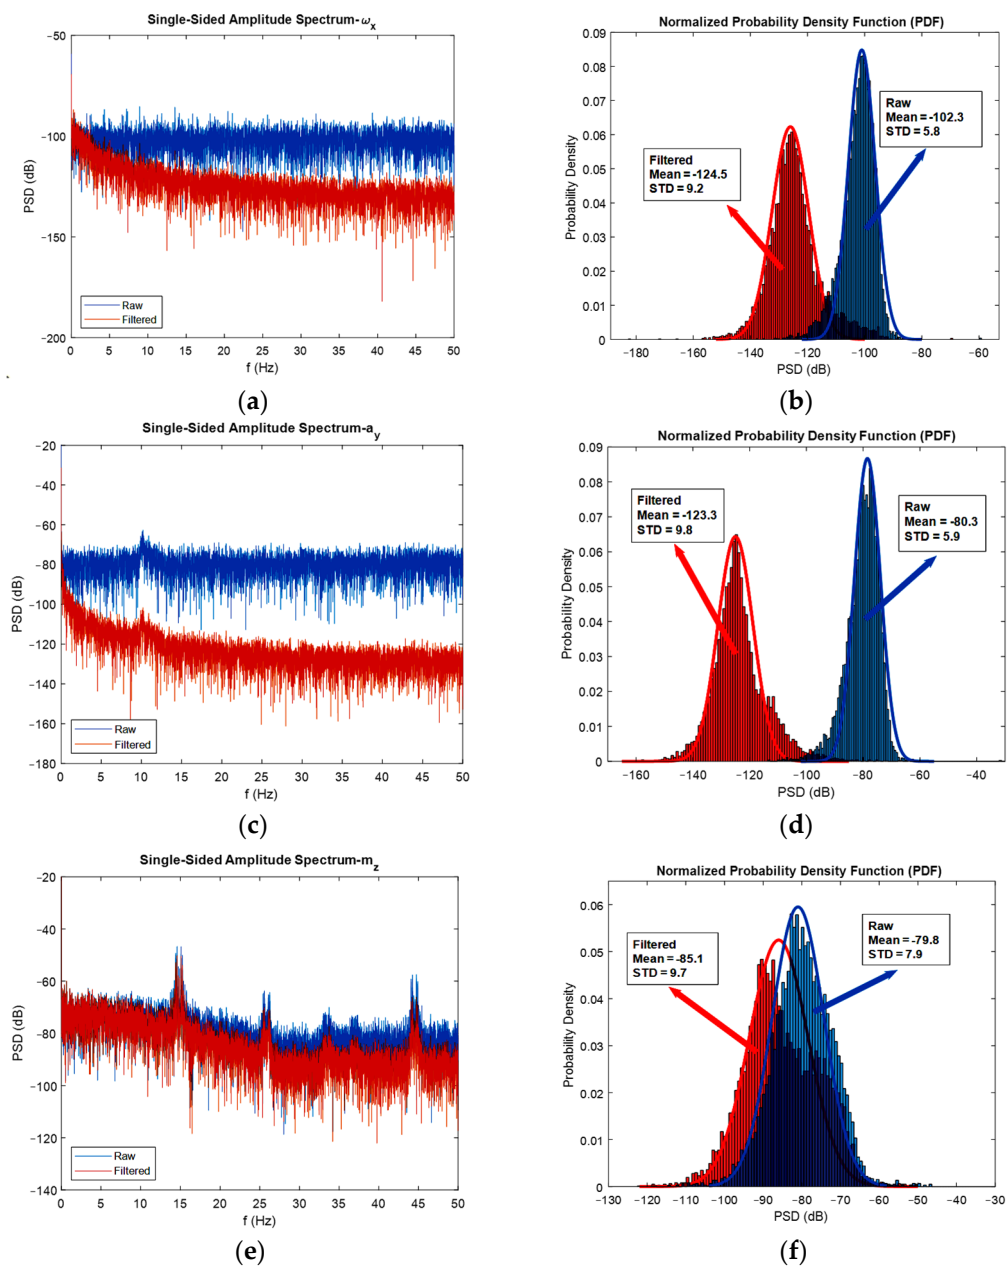 Single-Sided Amplitude Spectrum-ωx
-50
-100
-150
-200
PSD (dB)
Raw
Filtered
0 5 10 15 20 25 30 35 40 45 50
f (Hz)
(a)
Normalized Probability Density Function (PDF)
0.09
0.08
0.07
0.06
0.05
0.04
0.03
0.02
0.01
0
Probability Density
Filtered
Mean = -124.5
STD = 9.2
Raw
Mean = -102.3
STD = 5.8
-180 -160 -140 -120 -100 -80 -60
PSD (dB)
(b)
Single-Sided Amplitude Spectrum-ay
-20
-40
-60
-80
-100
-120
-140
-160
-180
PSD (dB)
Raw
Filtered
0 5 10 15 20 25 30 35 40 45 50
f (Hz)
(c)
Normalized Probability Density Function (PDF)
0.09
0.08
0.07
0.06
0.05
0.04
0.03
0.02
0.01
0
Probability Density
Filtered
Mean = -123.3
STD = 9.8
Raw
Mean = -80.3
STD = 5.9
-160 -140 -120 -100 -80 -60 -40
PSD (dB)
(d)
Single-Sided Amplitude Spectrum-mz
-20
-40
-60
-80
-100
-120
-140
PSD (dB)
Raw
Filtered
0 5 10 15 20 25 30 35 40 45 50
f (Hz)
(e)
Normalized Probability Density Function (PDF)
0.06
0.05
0.04
0.03
0.02
0.01
0
Probability Density
Filtered
Mean = -85.1
STD = 9.7
Raw
Mean = -79.8
STD = 7.9
-130 -120 -110 -100 -90 -80 -70 -60 -50 -40 -30
PSD (dB)
(f)